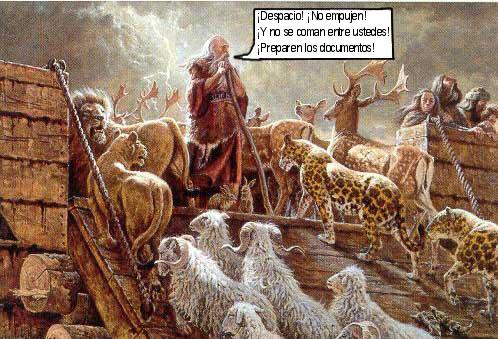 ¡Despacio! ¡No empujen!
¡Y no se coman entre ustedes!
¡Preparen los documentos!